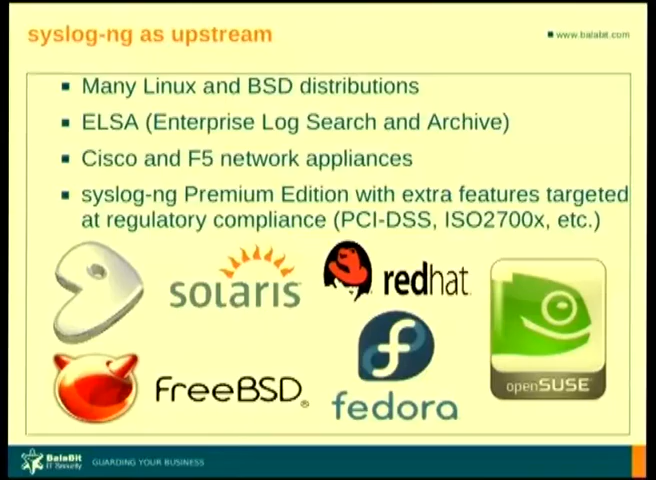 syslog-ng as upstream
www.balabit.com
Many Linux and BSD distributions
ELSA (Enterprise Log Search and Archive)
Cisco and F5 network appliances
syslog-ng Premium Edition with extra features targeted
at regulatory compliance (PCI-DSS, ISO2700x, etc.)
solaris
redhat
FreeBSD®
fedora
openSUSE
BalaBit
IT Security
GUARDING YOUR BUSINESS